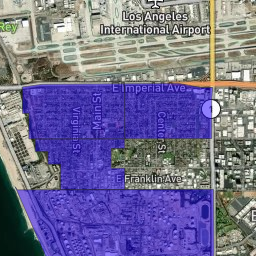 Los Angeles
International Airport
Key
E Imperial Ave
Main St
Virginia St
Center St
E Franklin Ave
E